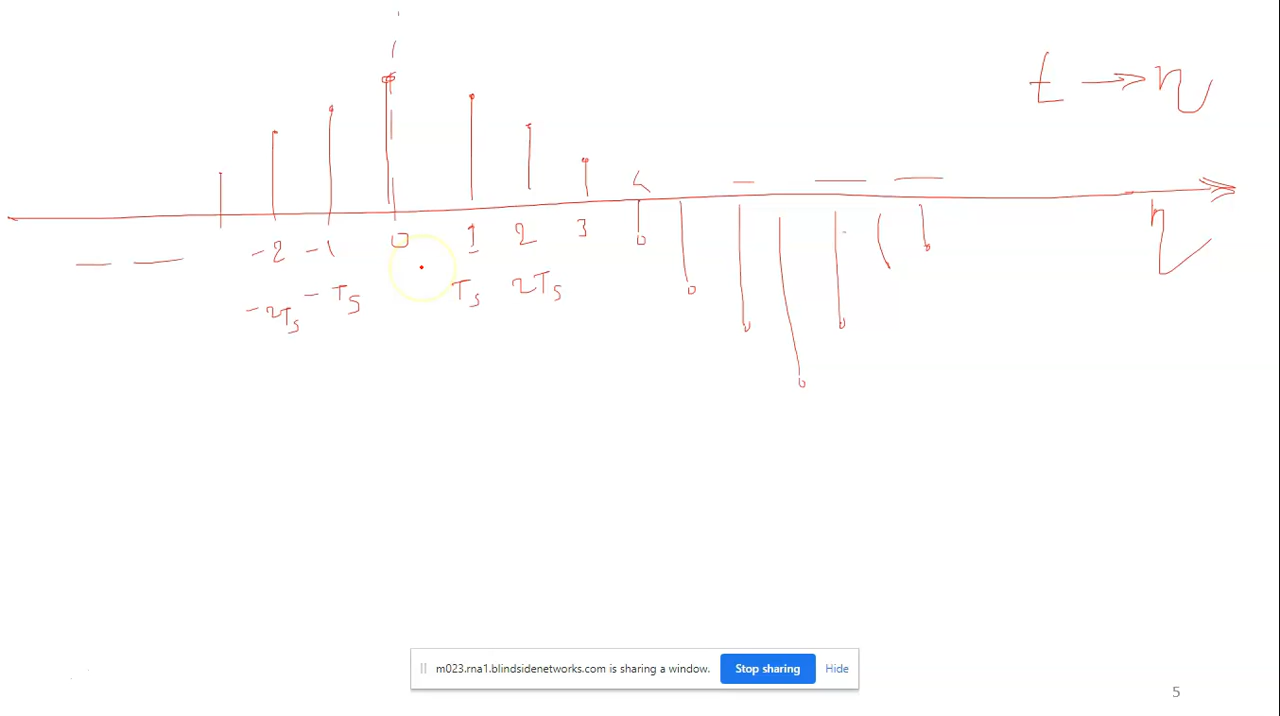 t → n
4
-2 -1 0 1 2 3
n
-2Ts -Ts Ts 2Ts
m023.rna1.blindsidenetworks.com is sharing a window. Stop sharing Hide
5